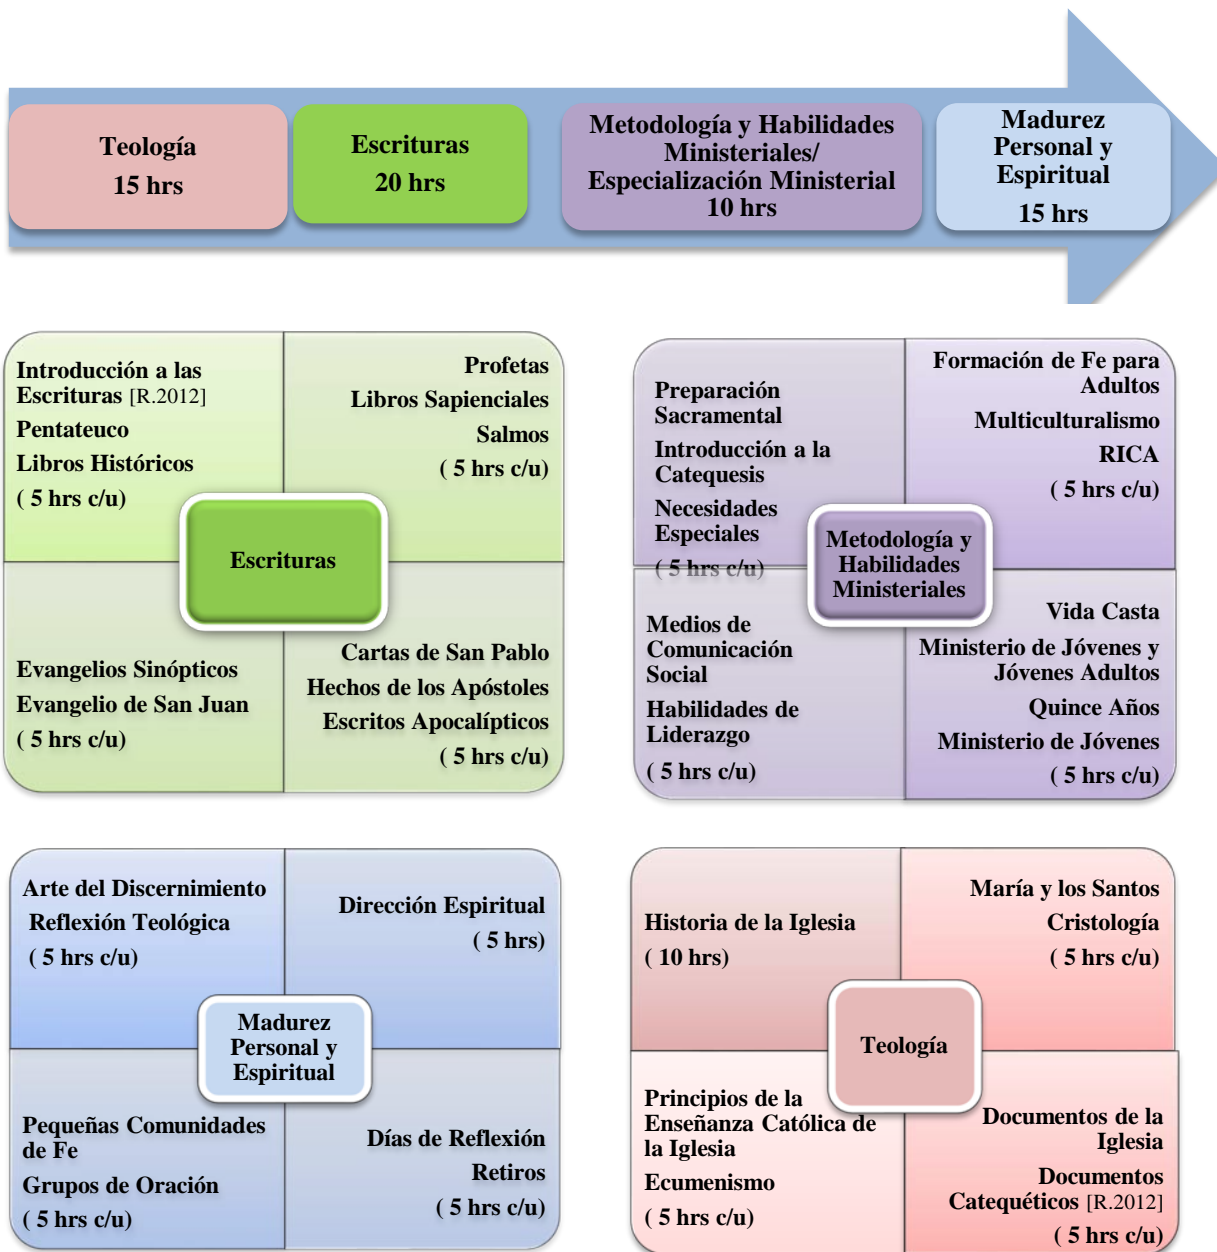 Teología
15 hrs
Escrituras
20 hrs
Metodología y Habilidades
Ministeriales/
Especialización Ministerial
10 hrs
Madurez
Personal y
Espiritual
15 hrs
Introducción a las
Escrituras [R.2012]
Pentateuco
Libros Históricos
( 5 hrs c/u)
Profetas
Libros Sapienciales
Salmos
( 5 hrs c/u)
Escrituras
Evangelios Sinópticos
Evangelio de San Juan
( 5 hrs c/u)
Cartas de San Pablo
Hechos de los Apóstoles
Escritos Apocalípticos
( 5 hrs c/u)
Preparación
Sacramental
Introducción a la
Catequesis
Necesidades
Especiales
( 5 hrs c/u)
Formación de Fe para
Adultos
Multiculturalismo
RICA
( 5 hrs c/u)
Metodología y
Habilidades
Ministeriales
Medios de
Comunicación
Social
Habilidades de
Liderazgo
( 5 hrs c/u)
Vida Casta
Ministerio de Jóvenes y
Jóvenes Adultos
Quince Años
Ministerio de Jóvenes
( 5 hrs c/u)
Arte del Discernimiento
Reflexión Teológica
( 5 hrs c/u)
Dirección Espiritual
( 5 hrs)
Madurez
Personal y
Espiritual
Pequeñas Comunidades
de Fe
Grupos de Oración
( 5 hrs c/u)
Días de Reflexión
Retiros
( 5 hrs c/u)
Historia de la Iglesia
( 10 hrs)
María y los Santos
Cristología
( 5 hrs c/u)
Teología
Principios de la
Enseñanza Católica de
la Iglesia
Ecumenismo
( 5 hrs c/u)
Documentos de la
Iglesia
Documentos
Catequéticos [R.2012]
( 5 hrs c/u)